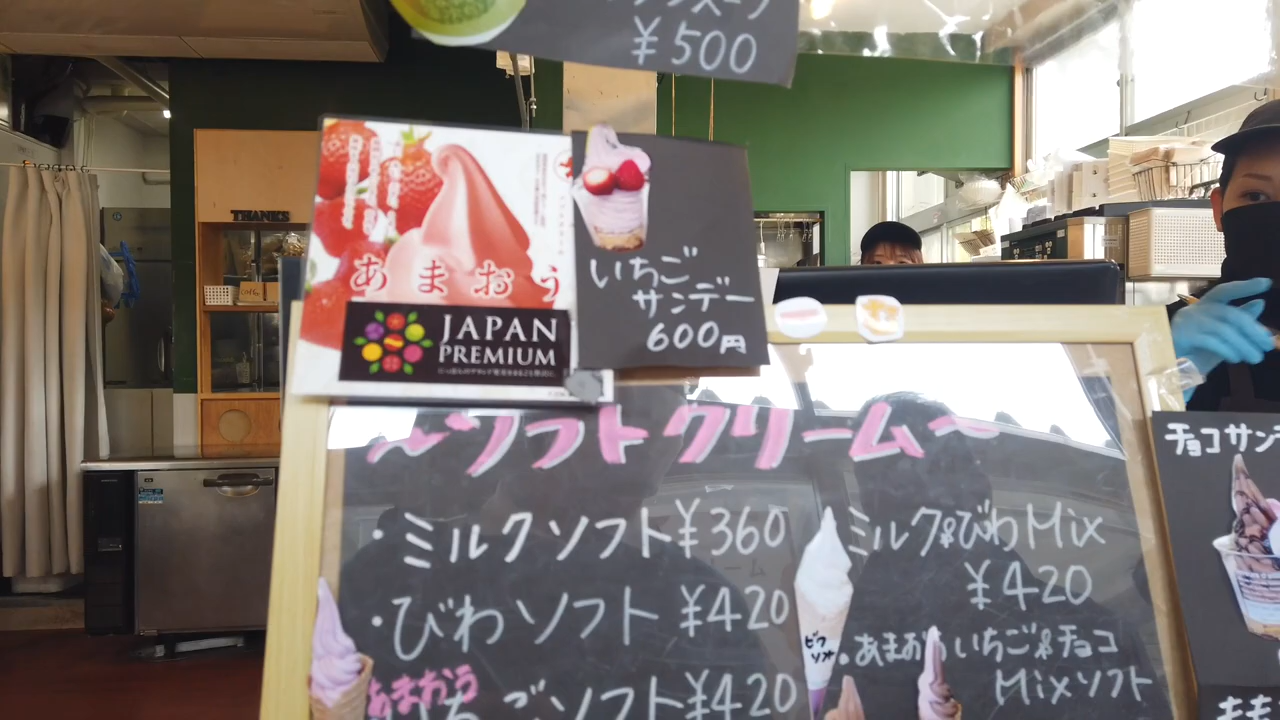 ¥500
THANKS
あまおう
JAPAN
PREMIUM
いちご
サンデー
600円
～ソフトクリーム～
・ミルクソフト¥360
・びわソフト ¥420
あまおう
いちごソフト¥420
ミルク&びわMix
¥420
・あまおういちご&チョコ
Mixソフト
チョコサンデ
もも